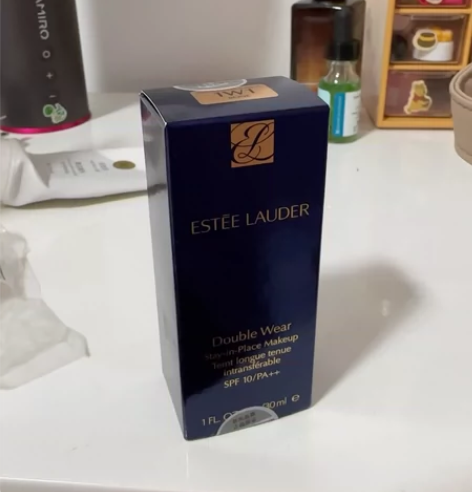 1W1
ESTĒE LAUDER
Double Wear
Stay-in-Place Makeup
Teint longue tenue
intransférable
SPF 10/PA++
1 FL. OZ. 30ml e
AMIRO